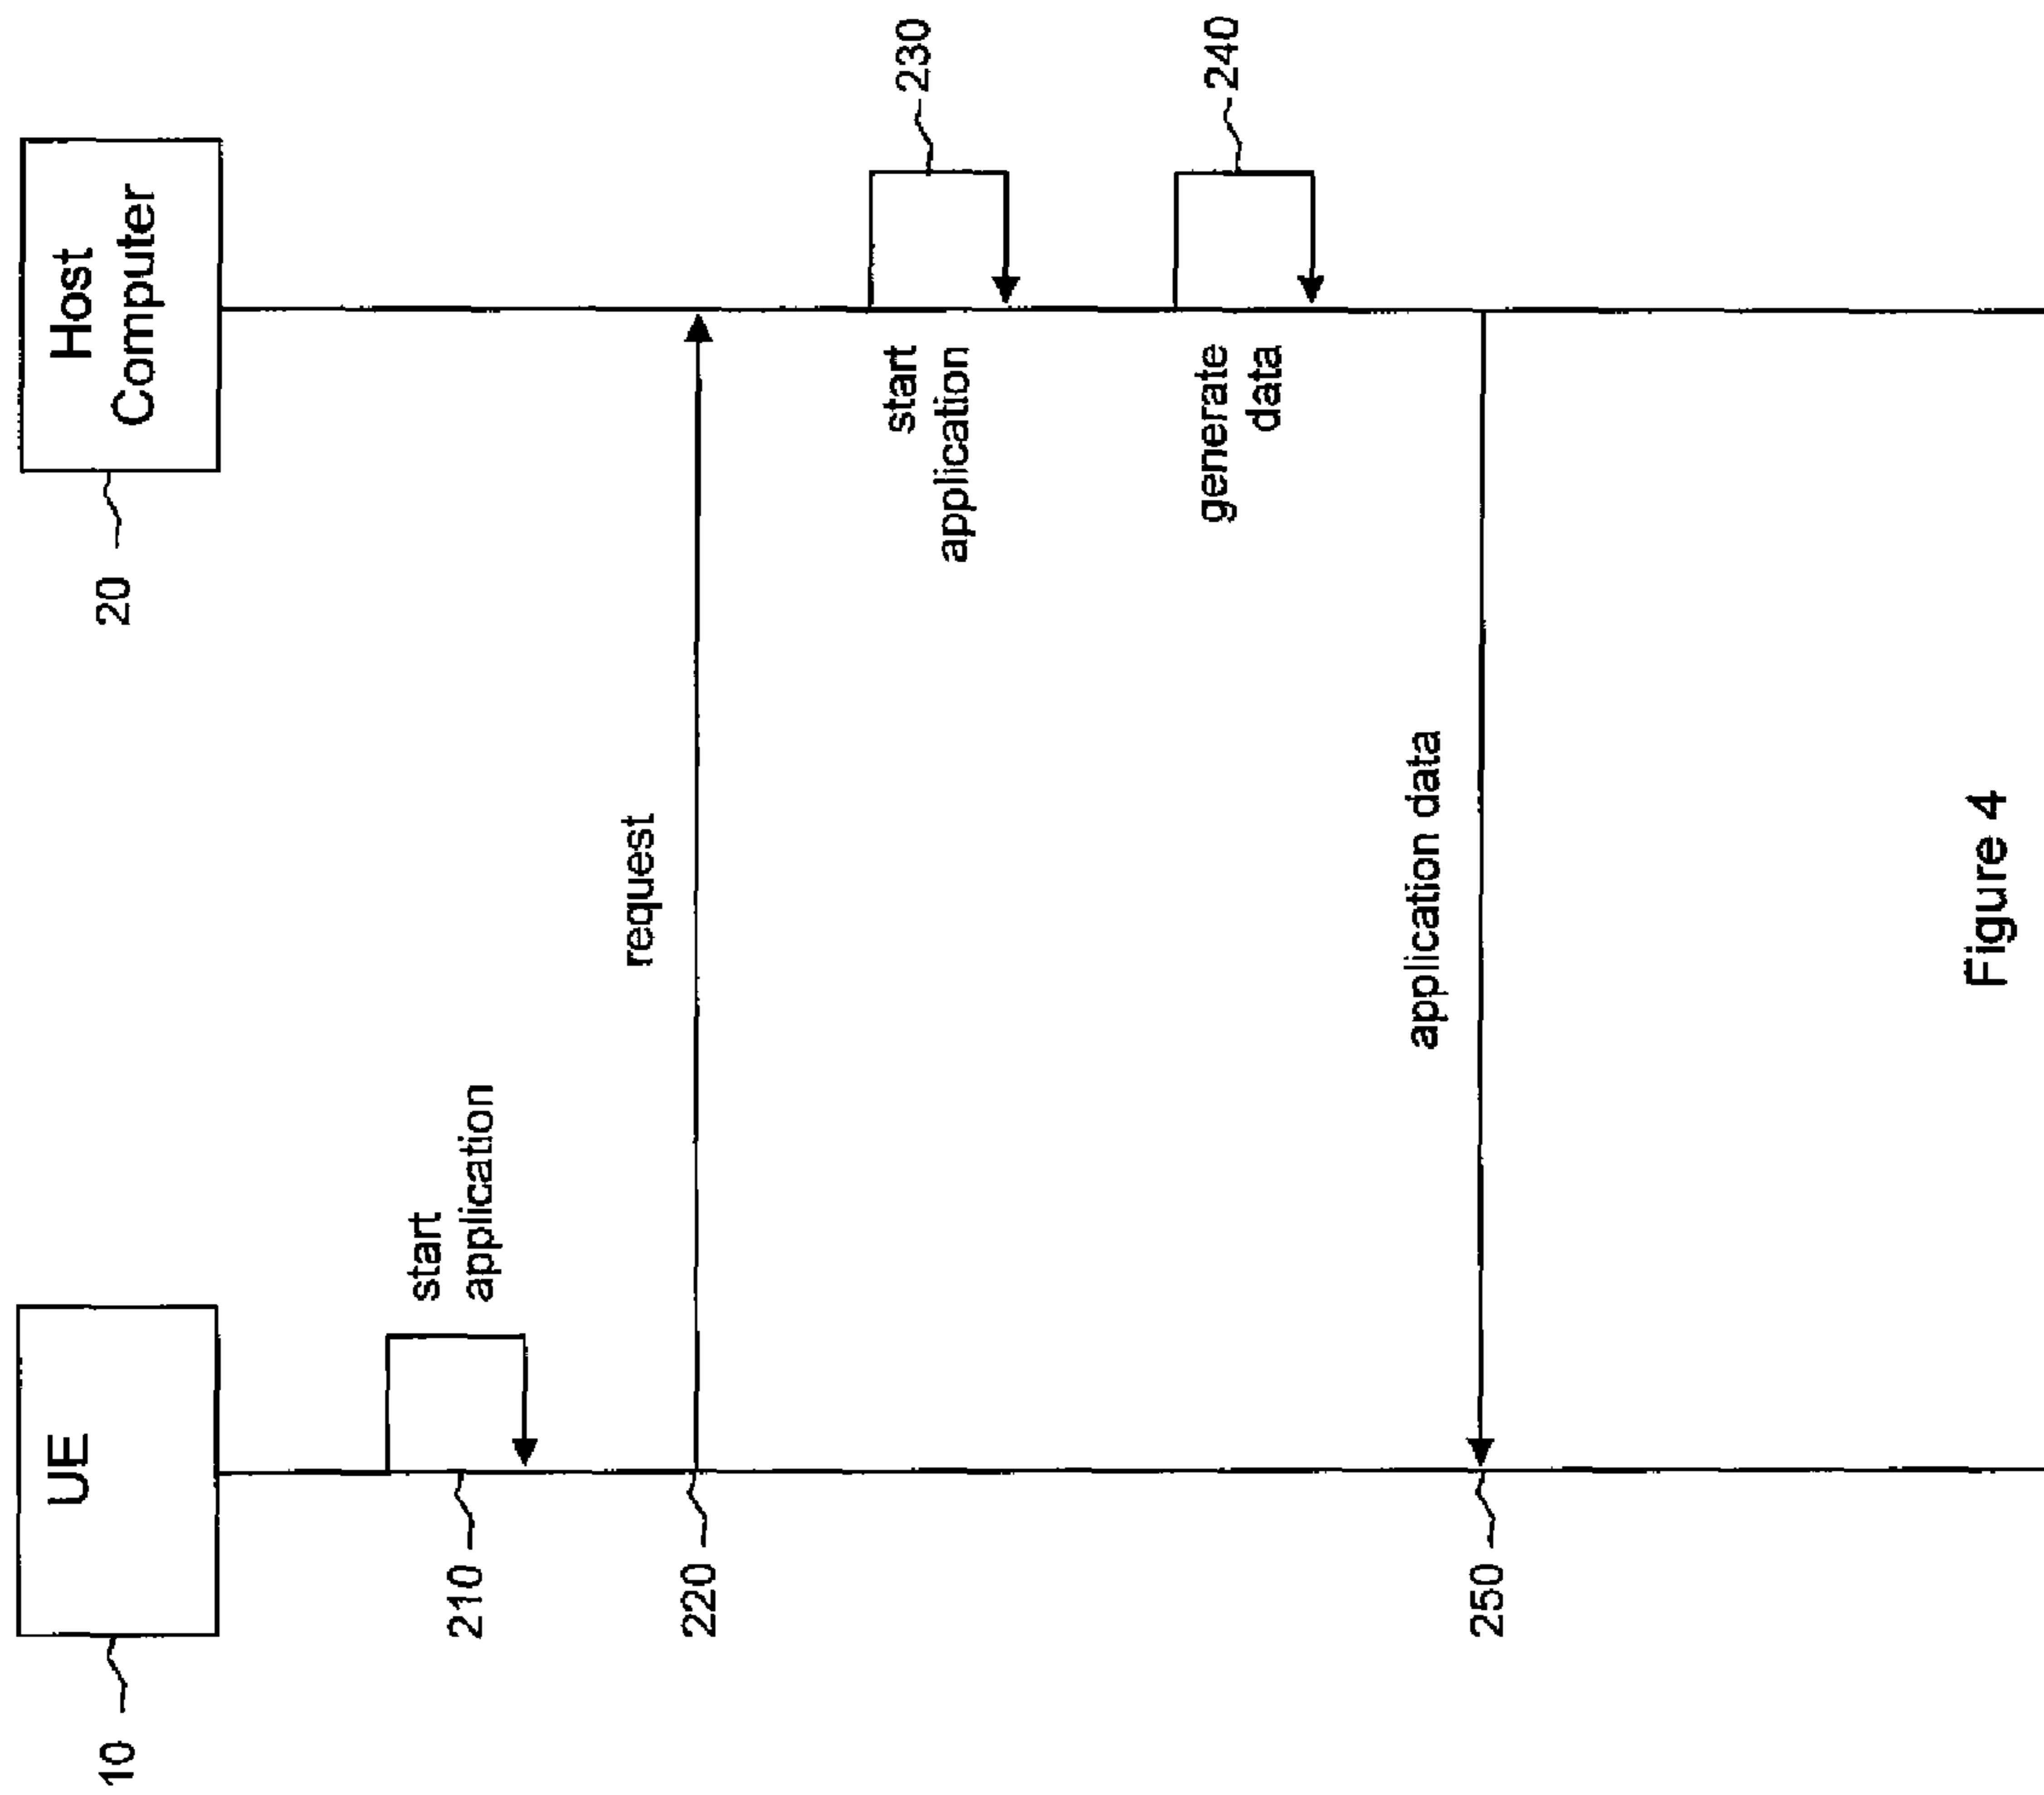 10
UE
20
Host
Computer
210
start
application
220
request
start
application
230
generate
data
240
250
application data
Figure 4